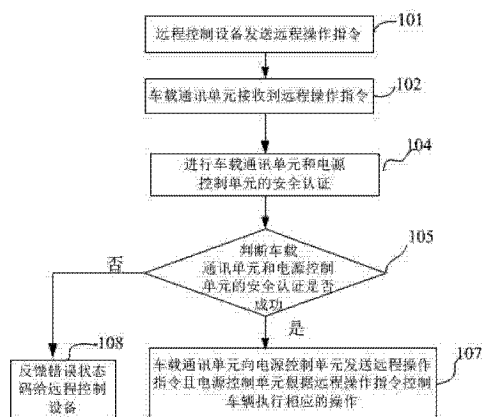 远程控制设备发送远程操作指令
101
车载通讯单元接收到远程操作指令
102
进行车载通讯单元和电源
控制单元的安全认证
104
判断车载
通讯单元和电源控制
单元的安全认证是否
成功
105
否
是
反馈错误状态
码给远程控制
设备
108
车载通讯单元向电源控制单元发送远程操作
指令且电源控制单元根据远程操作指令控制
车辆执行相应的操作
107